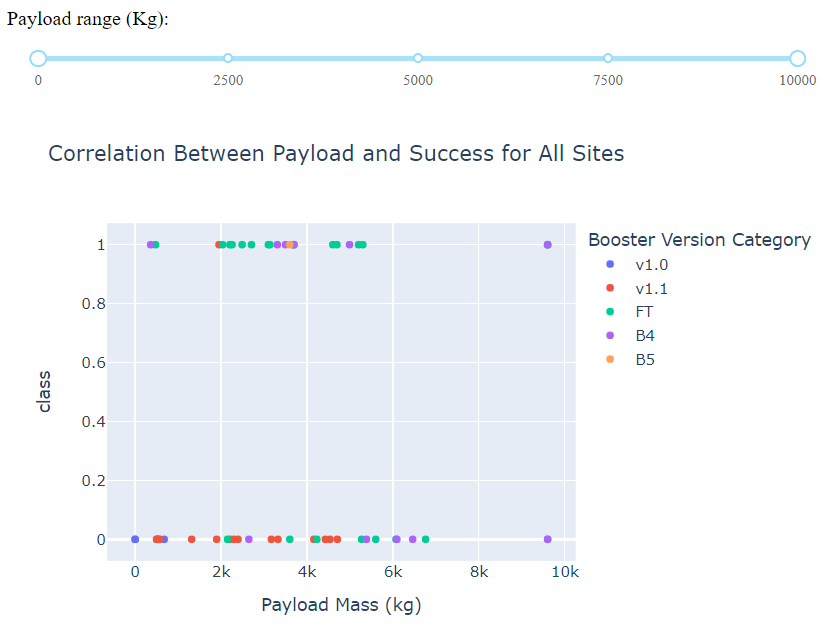 Payload range (Kg):
0 2500 5000 7500 10000
Correlation Between Payload and Success for All Sites
Booster Version Category
v1.0
v1.1
FT
B4
B5
class
1
0.8
0.6
0.4
0.2
0
0 2k 4k 6k 8k 10k
Payload Mass (kg)